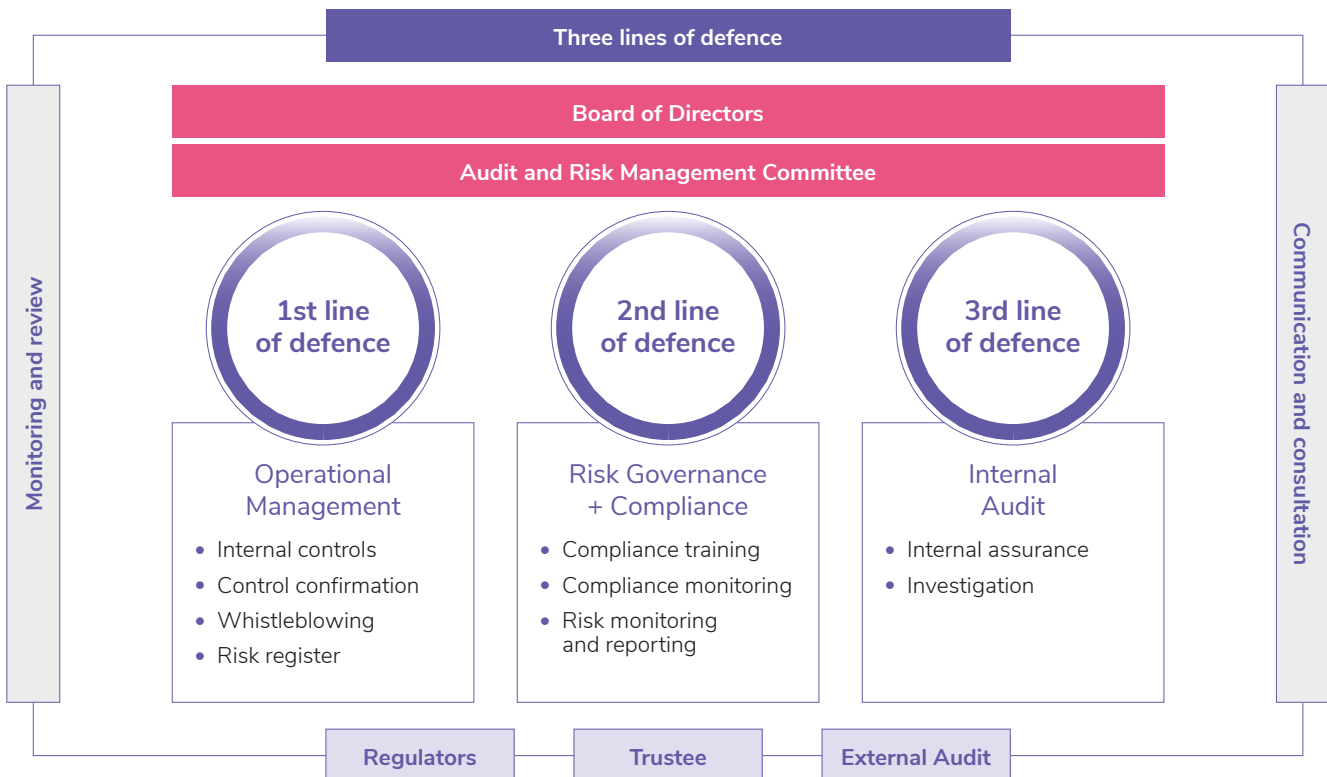 Three lines of defence
Board of Directors
Audit and Risk Management Committee
Monitoring and review
1st line
of defence
Operational
Management
• Internal controls
• Control confirmation
• Whistleblowing
• Risk register
2nd line
of defence
Risk Governance
+ Compliance
• Compliance training
• Compliance monitoring
• Risk monitoring
and reporting
3rd line
of defence
Internal
Audit
• Internal assurance
• Investigation
Communication and consultation
Regulators
Trustee
External Audit